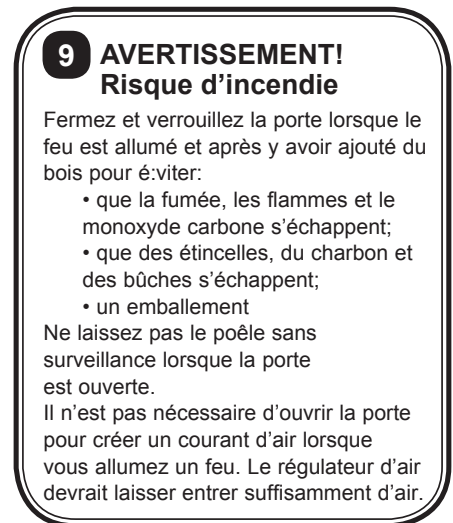 9 AVERTISSEMENT!
Risque d’incendie
Fermez et verrouillez la porte lorsque le
feu est allumé et après y avoir ajouté du
bois pour é:viter:
• que la fumée, les flammes et le
monoxyde carbone s’échappent;
• que des étincelles, du charbon et
des bûches s’échappent;
• un emballement
Ne laissez pas le poêle sans
surveillance lorsque la porte
est ouverte.
Il n’est pas nécessaire d’ouvrir la porte
pour créer un courant d’air lorsque
vous allumez un feu. Le régulateur d’air
devrait laisser entrer suffisamment d’air.